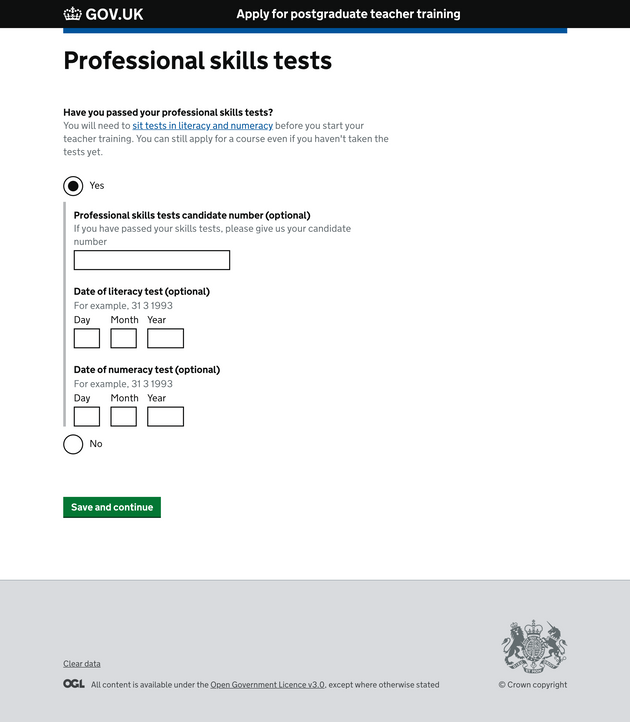 GOV.UK Apply for postgraduate teacher training
Professional skills tests
Have you passed your professional skills tests?
You will need to sit tests in literacy and numeracy before you start your
teacher training. You can still apply for a course even if you haven't taken the
tests yet.
Yes
Professional skills tests candidate number (optional)
If you have passed your skills tests, please give us your candidate
number
Date of literacy test (optional)
For example, 31 3 1993
Day Month Year
Date of numeracy test (optional)
For example, 31 3 1993
Day Month Year
No
Save and continue
Clear data
OGL All content is available under the Open Government Licence v3.0, except where otherwise stated
© Crown copyright